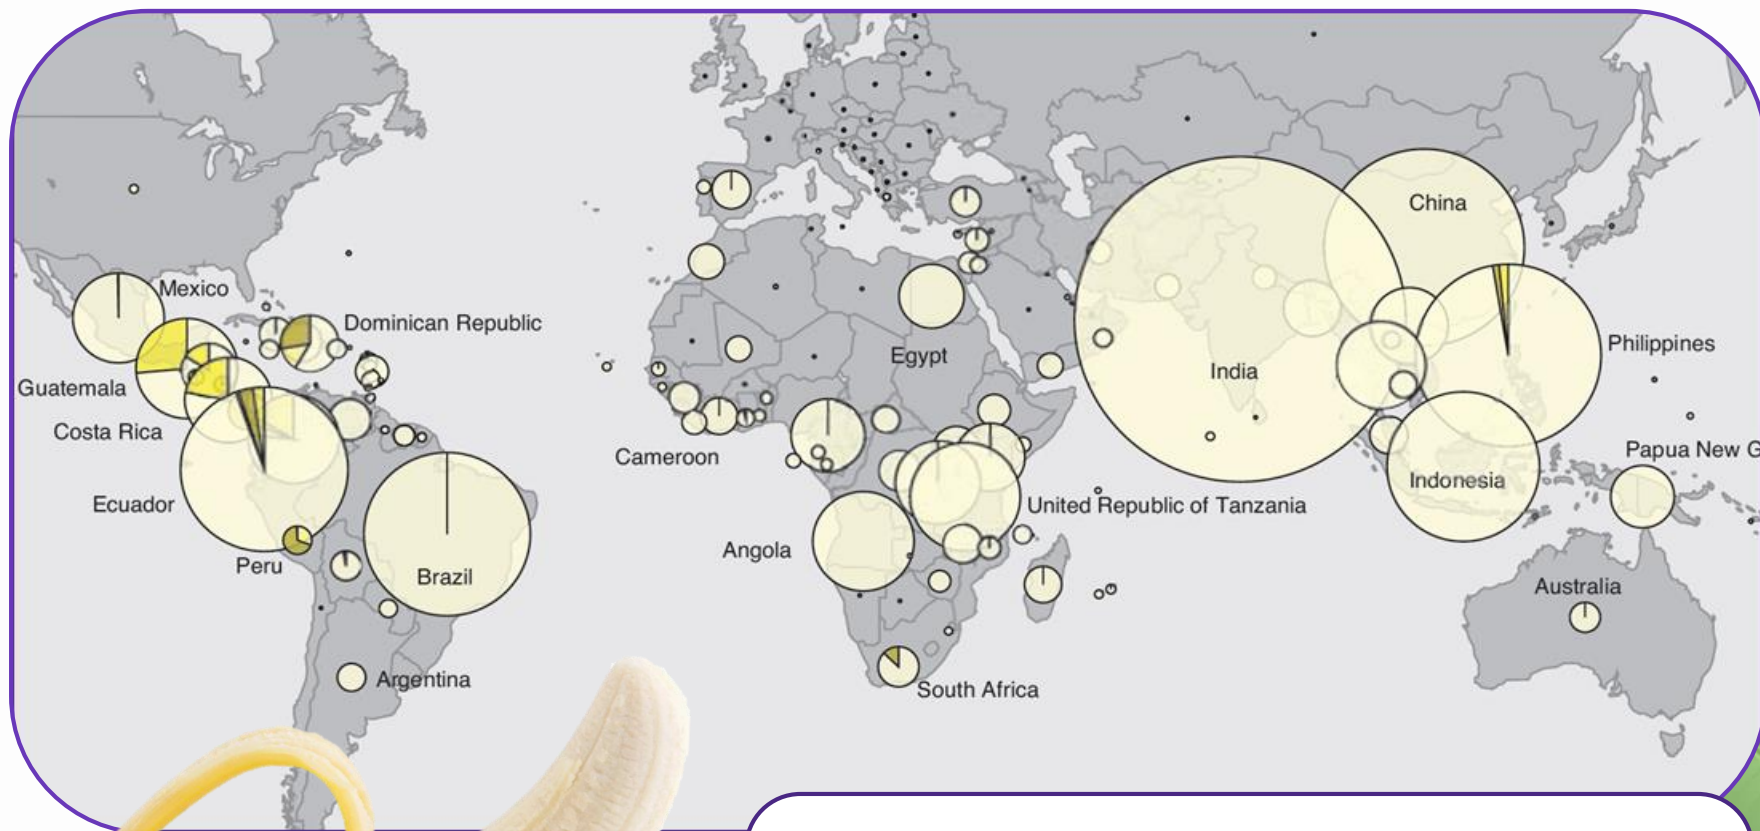 China
Mexico
Dominican Republic
Philippines
Egypt
India
Guatemala
Costa Rica
Papua New G
Cameroon
Indonesia
Ecuador
United Republic of Tanzania
Angola
Peru
Brazil
Australia
Argentina
South Africa